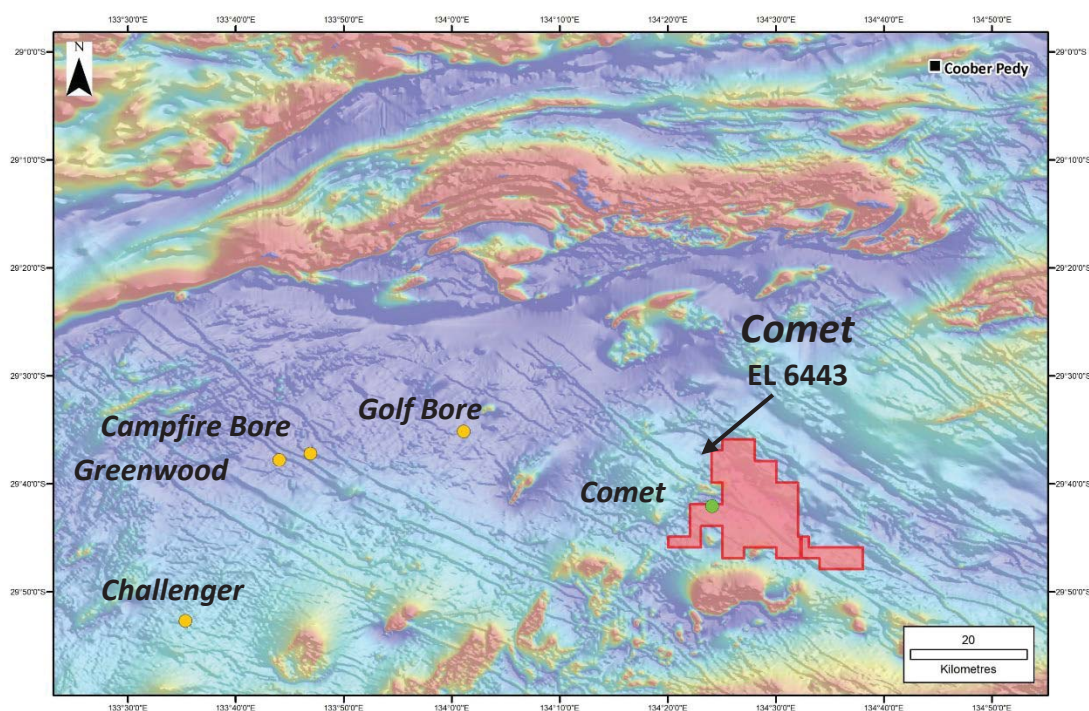 133°30'0"E 133°40'0"E 133°50'0"E 134°0'0"E 134°10'0"E 134°20'0"E 134°30'0"E 134°40'0"E 134°50'0"E
29°0'0"S 29°0'0"S
N
Coober Pedy
29°10'0"S 29°10'0"S
29°20'0"S 29°20'0"S
Comet
EL 6443
29°30'0"S 29°30'0"S
Golf Bore
Campfire Bore
Greenwood
Comet
29°40'0"S 29°40'0"S
Challenger
29°50'0"S 29°50'0"S
20
Kilometres
133°30'0"E 133°40'0"E 133°50'0"E 134°0'0"E 134°10'0"E 134°20'0"E 134°30'0"E 134°40'0"E 134°50'0"E